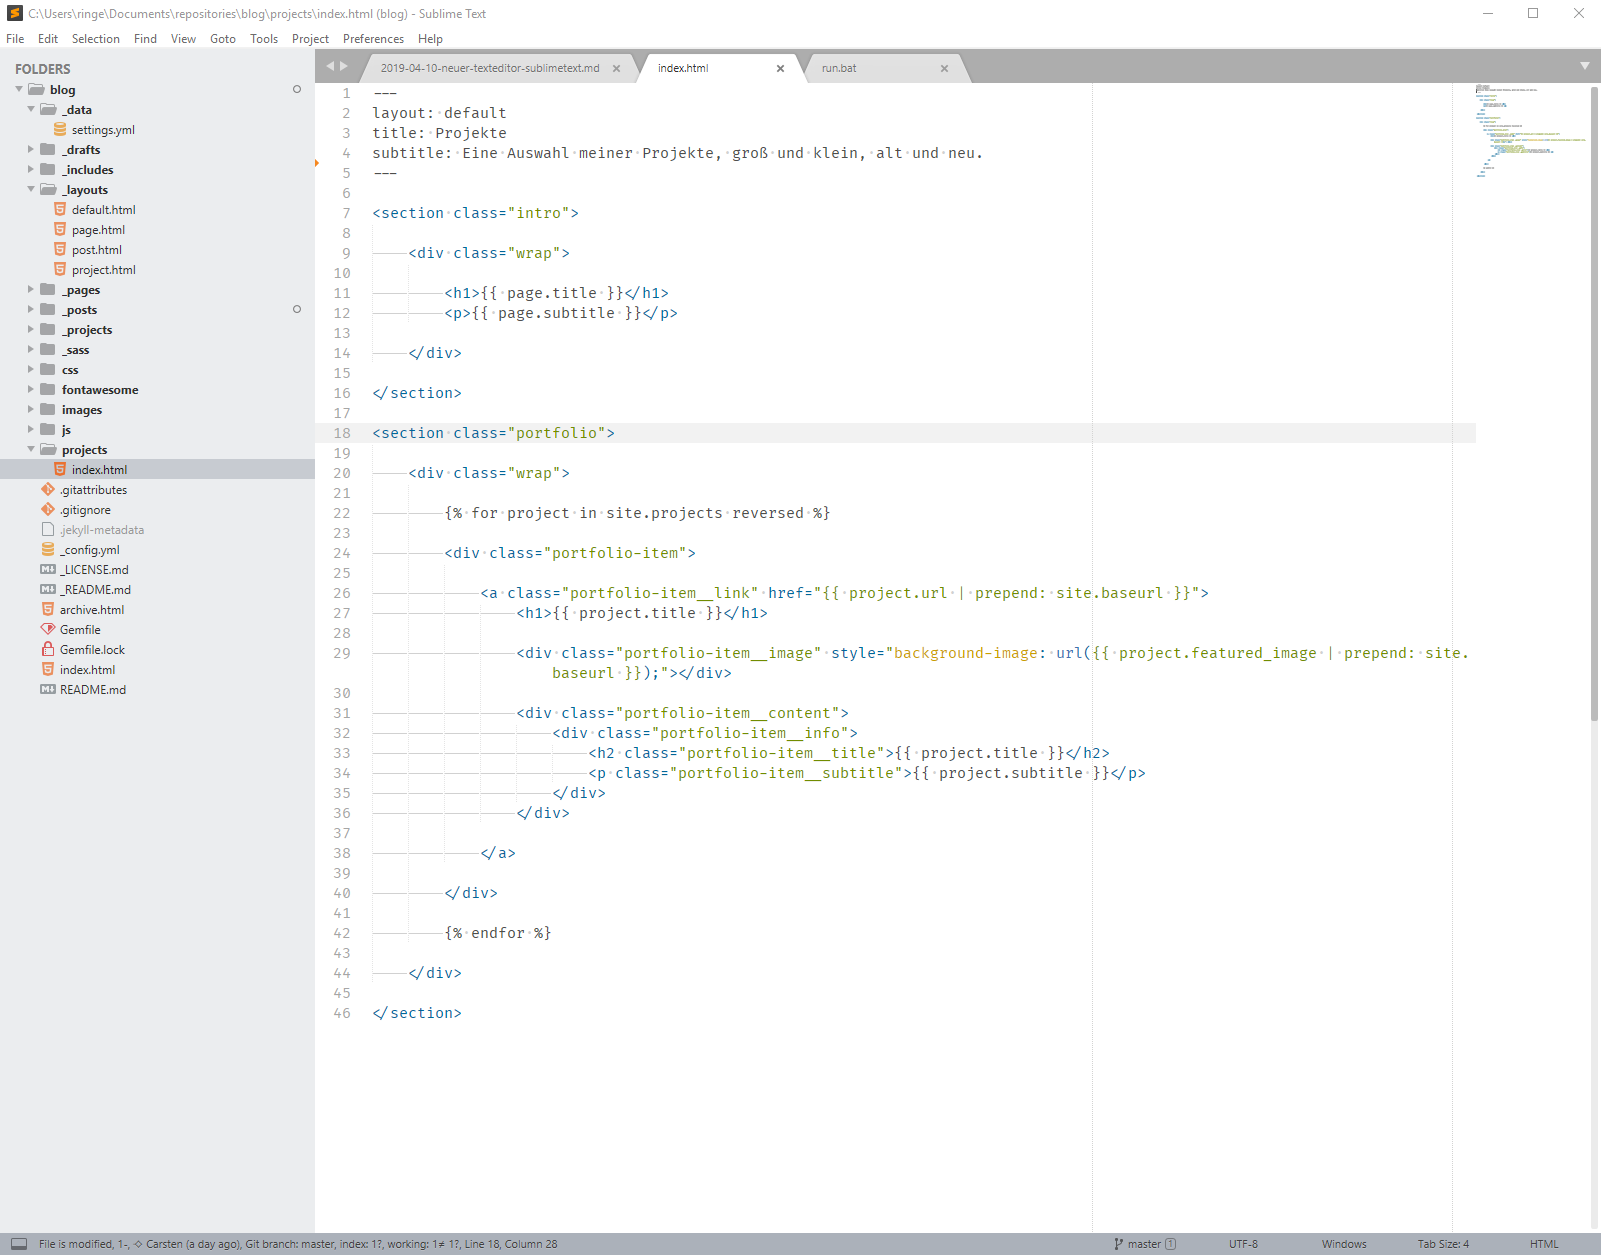 C:\Users\ringe\Documents\repositories\blog\projects\index.html (blog) - Sublime Text
File Edit Selection Find View Goto Tools Project Preferences Help
FOLDERS
blog
_data
settings.yml
_drafts
_includes
_layouts
default.html
page.html
post.html
project.html
_pages
_posts
_projects
_sass
css
fontawesome
images
js
projects
index.html
.gitattributes
.gitignore
.jekyll-metadata
_config.yml
_LICENSE.md
_README.md
archive.html
Gemfile
Gemfile.lock
index.html
README.md
2019-04-10-neuer-texteditor-sublimetext.md index.html run.bat
1 ---
2 layout: default
3 title: Projekte
4 subtitle: Eine Auswahl meiner Projekte, groß und klein, alt und neu.
5 ---
6
7 <section class="intro">
8
9 <div class="wrap">
10
11 <h1>{{ page.title }}</h1>
12 <p>{{ page.subtitle }}</p>
13
14 </div>
15
16 </section>
17
18 <section class="portfolio">
19
20 <div class="wrap">
21
22 {% for project in site.projects reversed %}
23
24 <div class="portfolio-item">
25
26 <a class="portfolio-item__link" href="{{ project.url | prepend: site.baseurl }}">
27 <h1>{{ project.title }}</h1>
28
29 <div class="portfolio-item__image" style="background-image: url({{ project.featured_image | prepend: site.
baseurl }});"></div>
30
31 <div class="portfolio-item__content">
32 <div class="portfolio-item__info">
33 <h2 class="portfolio-item__title">{{ project.title }}</h2>
34 <p class="portfolio-item__subtitle">{{ project.subtitle }}</p>
35 </div>
36 </div>
37
38 </a>
39
40 </div>
41
42 {% endfor %}
43
44 </div>
45
46 </section>
File is modified, 1-, ⟣ Carsten (a day ago), Git branch: master, index: 1?, working: 1≠ 1?, Line 18, Column 28
master 1 UTF-8 Windows Tab Size: 4 HTML